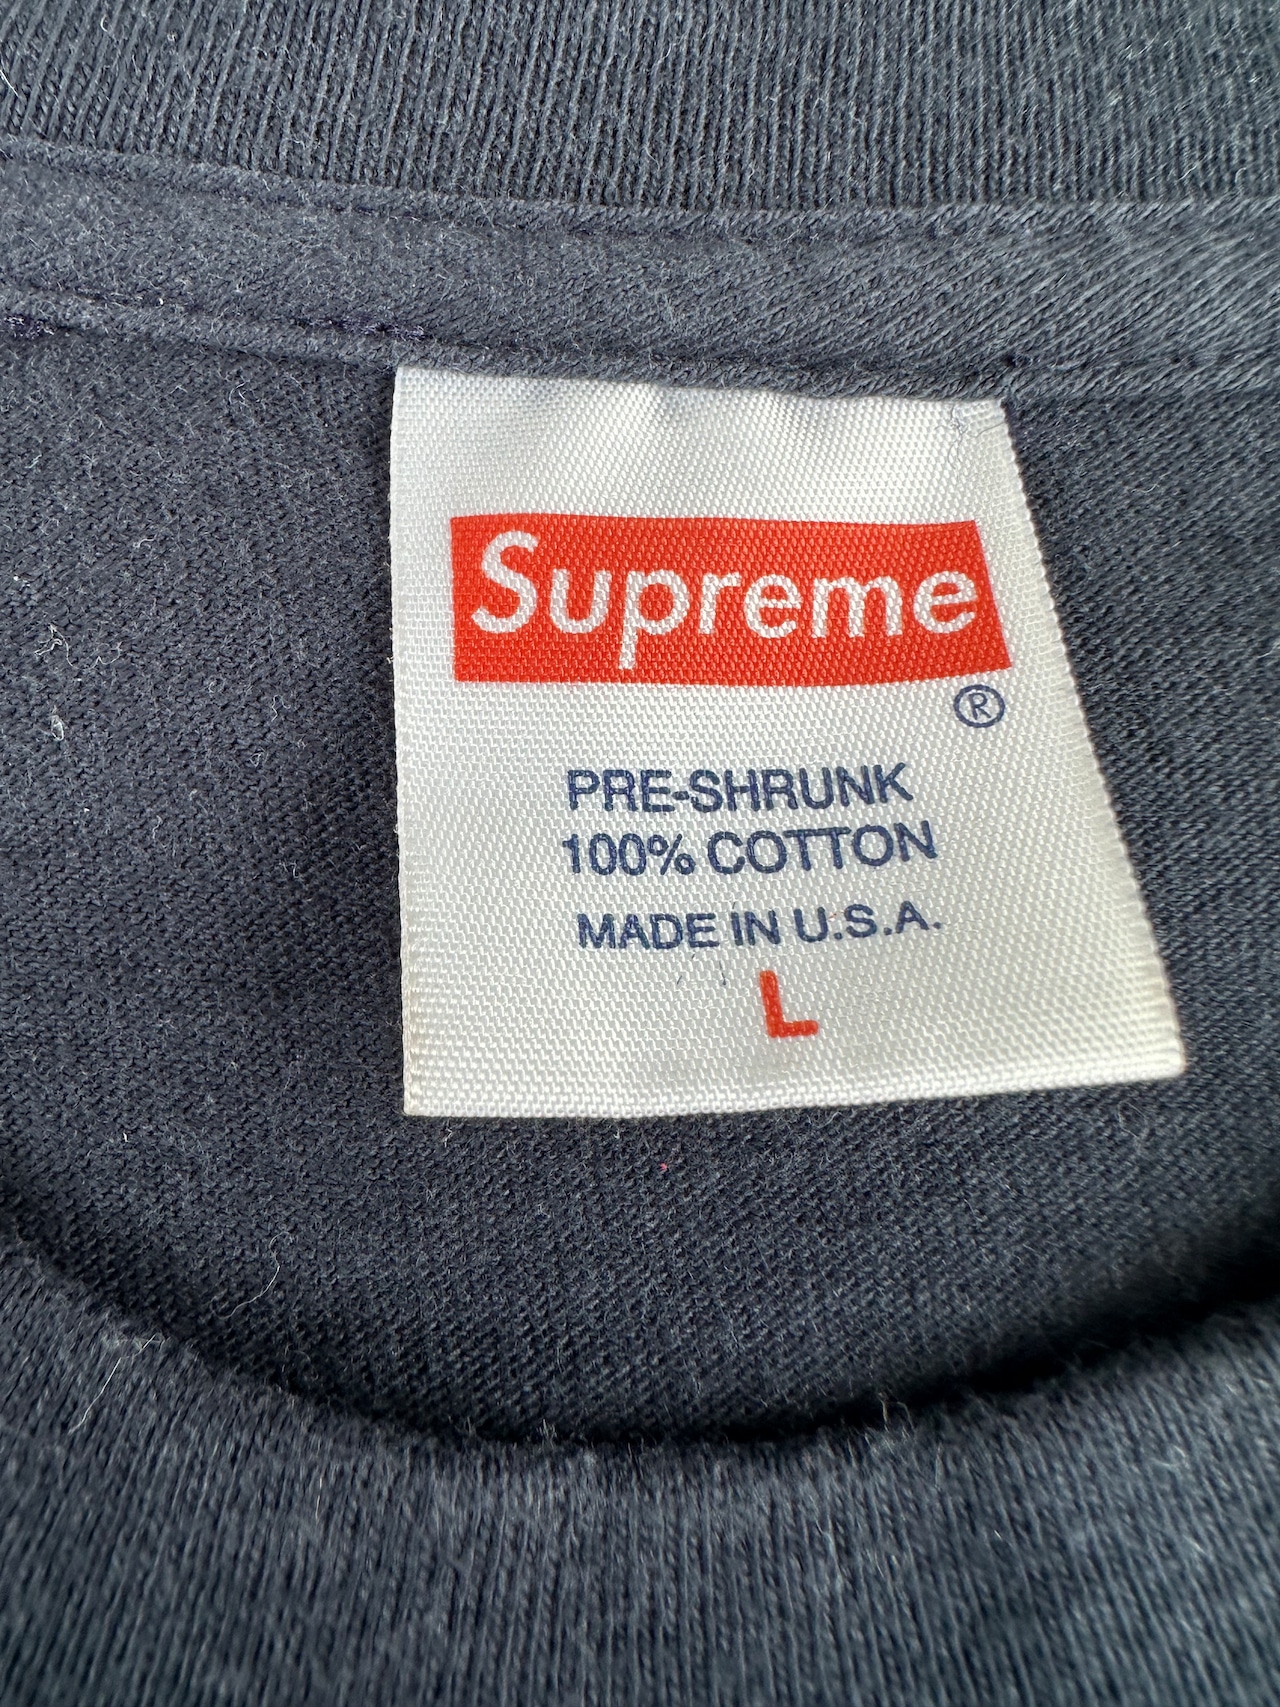 Supreme
®
PRE-SHRUNK
100% COTTON
MADE IN U.S.A.
L